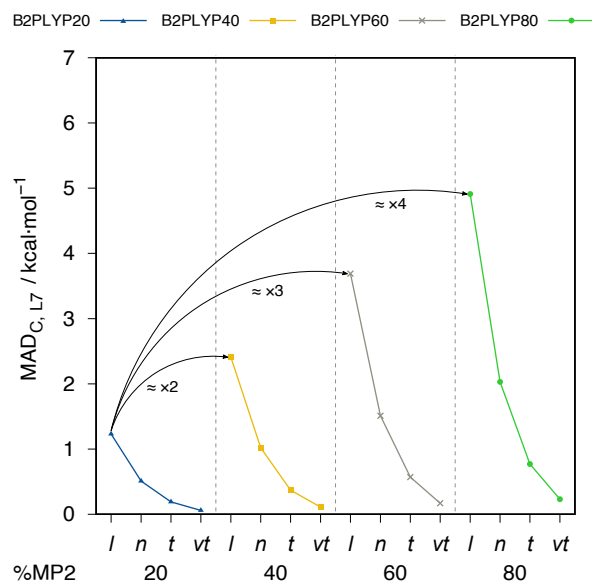 B2PLYP20 B2PLYP40 B2PLYP60 B2PLYP80
7
6
5
4
3
2
1
0
MAD_C, L7 / kcal·mol⁻¹
≈ ×4
≈ ×3
≈ ×2
l n t vt l n t vt l n t vt l n t vt
%MP2 20 40 60 80